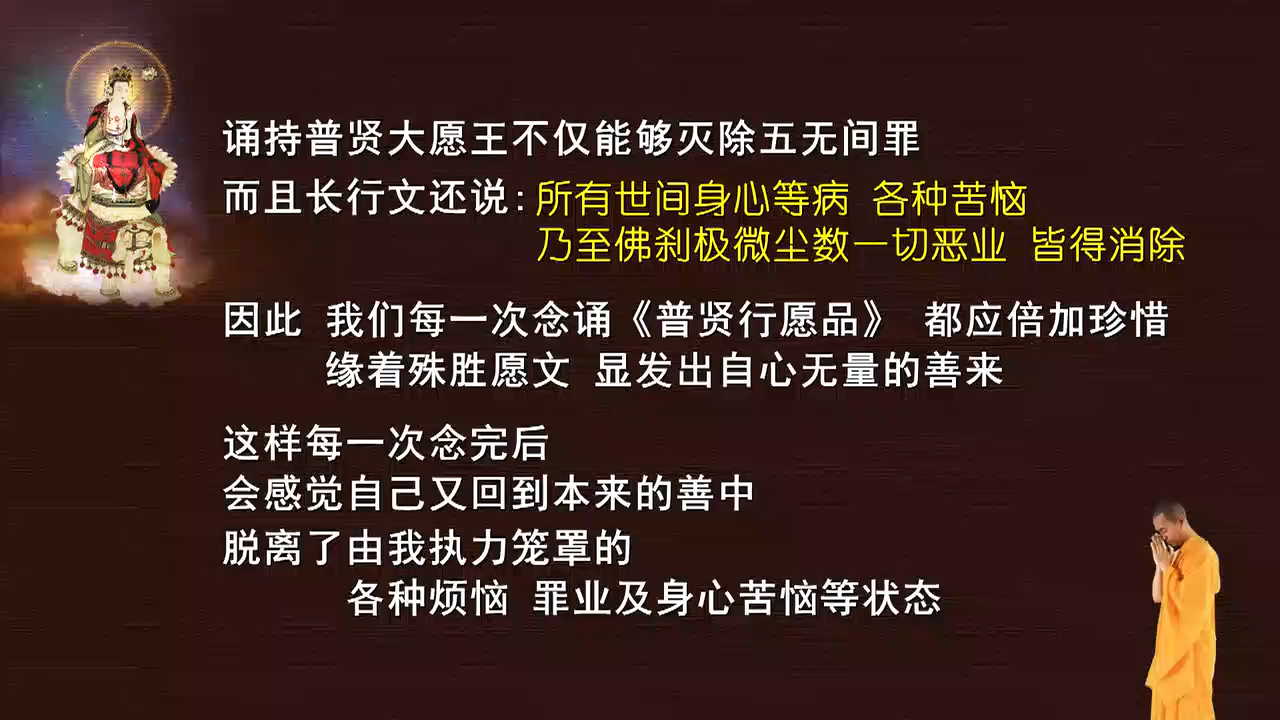 诵持普贤大愿王不仅能够灭除五无间罪
而且长行文还说:所有世间身心等病 各种苦恼
乃至佛刹极微尘数一切恶业 皆得消除
因此 我们每一次念诵《普贤行愿品》 都应倍加珍惜
缘着殊胜愿文 显发出自心无量的善来
这样每一次念完后
会感觉自己又回到本来的善中
脱离了由我执力笼罩的
各种烦恼 罪业及身心苦恼等状态